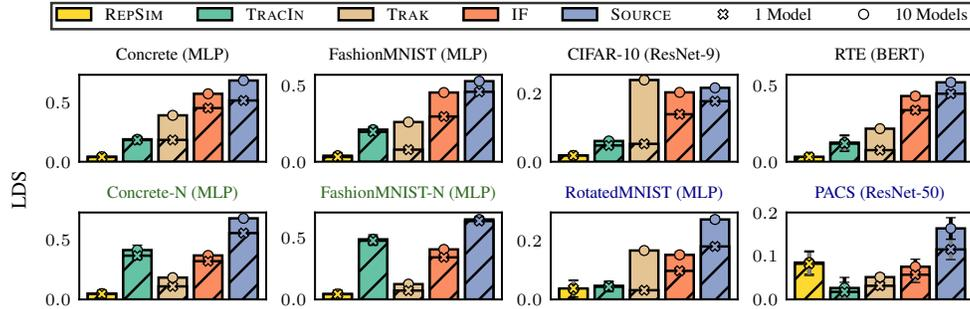 REPSIM TRACIN TRAK IF SOURCE 1 Model 10 Models
Concrete (MLP) FashionMNIST (MLP) CIFAR-10 (ResNet-9) RTE (BERT)
0.5 0.5 0.2 0.5
0.0 0.0 0.0 0.0
LDS
Concrete-N (MLP) FashionMNIST-N (MLP) RotatedMNIST (MLP) PACS (ResNet-50)
0.2
0.5 0.5 0.2 0.1
0.0 0.0 0.0 0.0